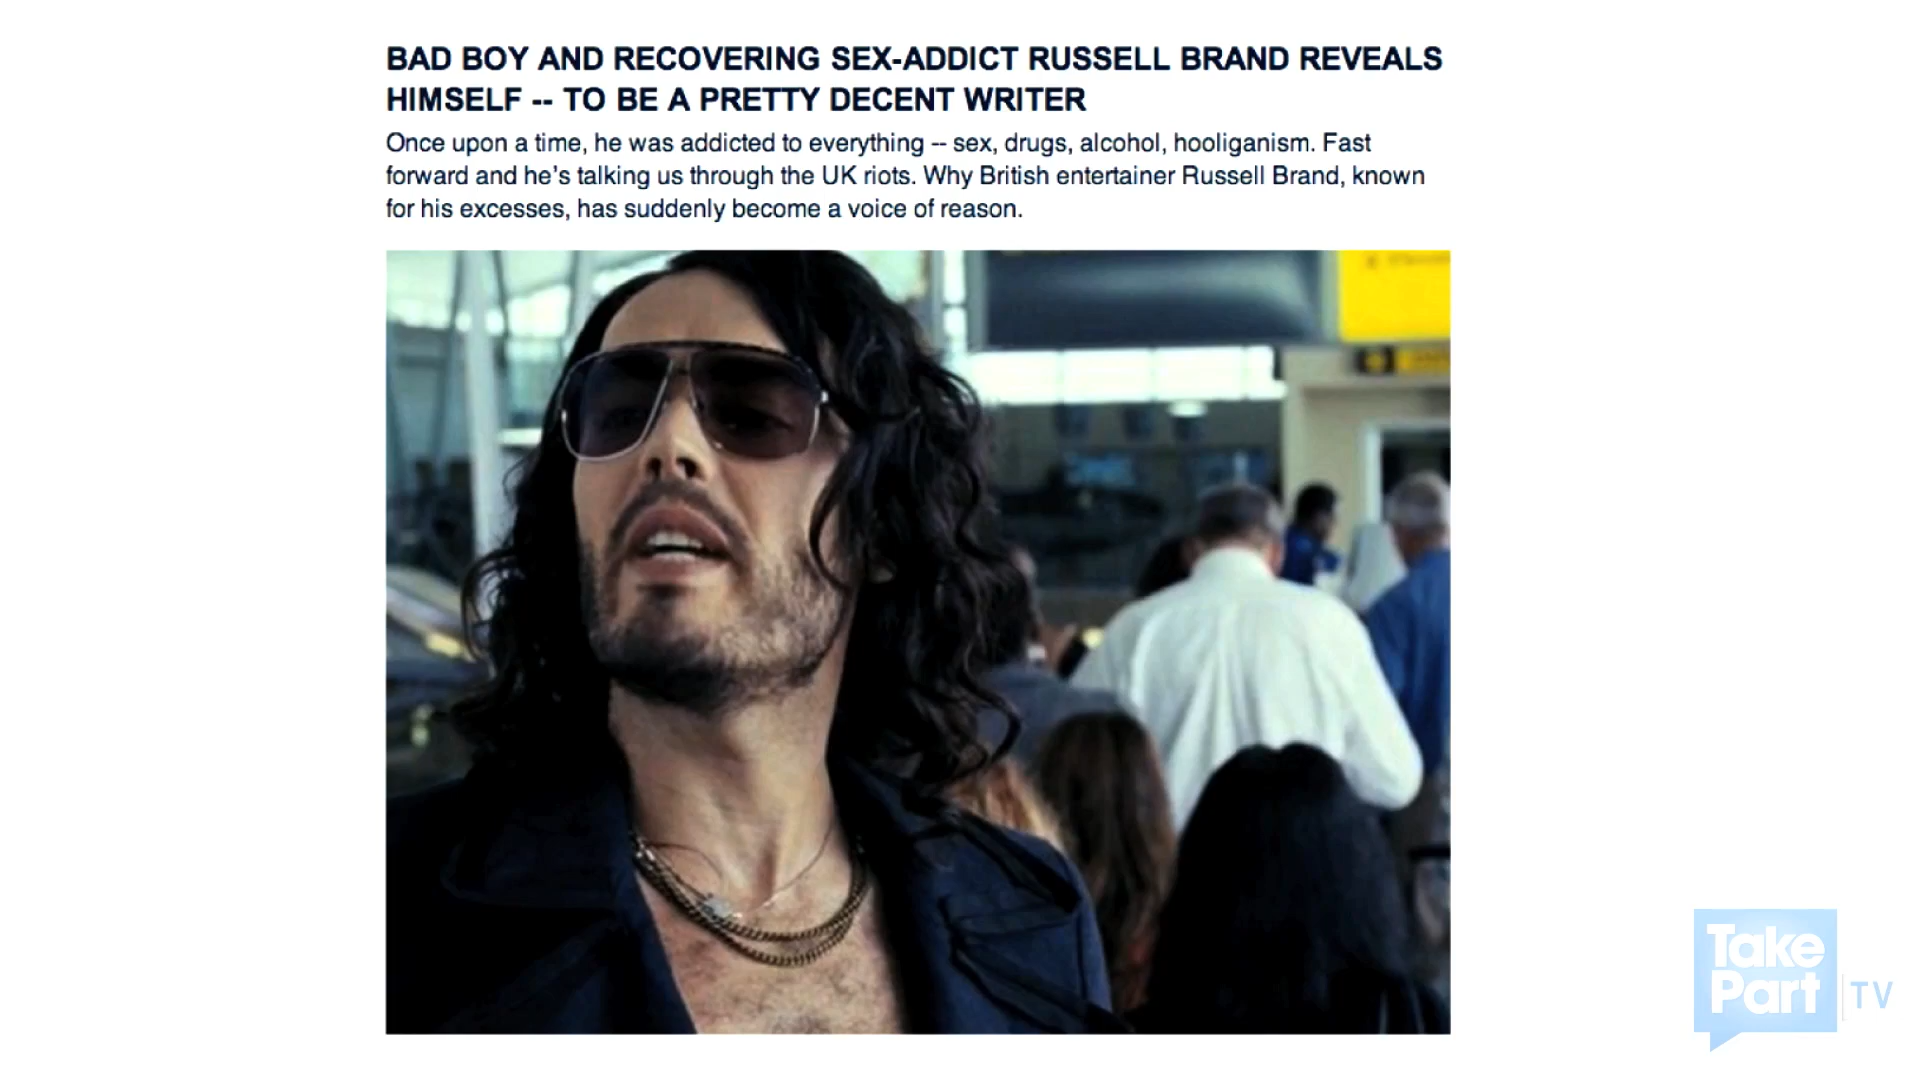 BAD BOY AND RECOVERING SEX-ADDICT RUSSELL BRAND REVEALS
HIMSELF -- TO BE A PRETTY DECENT WRITER
Once upon a time, he was addicted to everything -- sex, drugs, alcohol, hooliganism. Fast
forward and he's talking us through the UK riots. Why British entertainer Russell Brand, known
for his excesses, has suddenly become a voice of reason.
Take
Part
TV